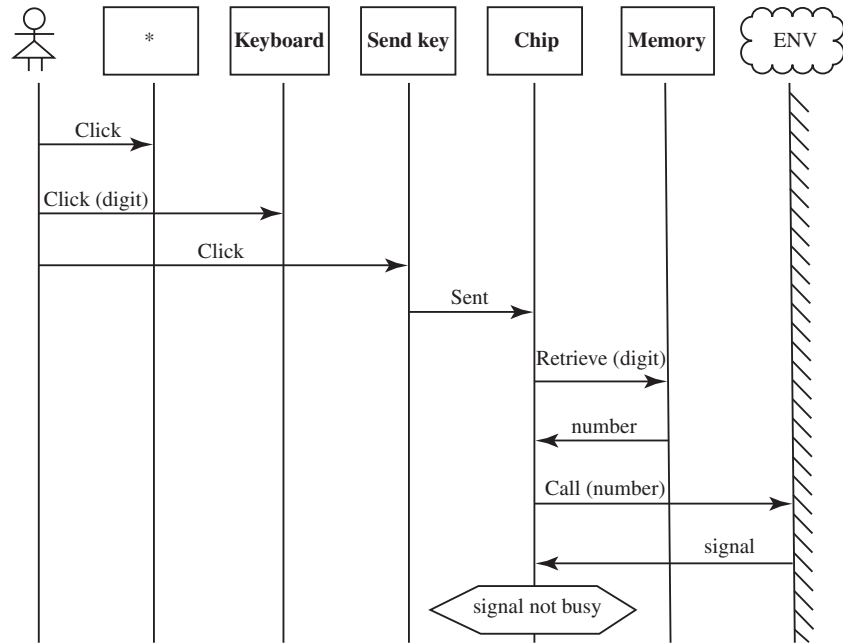 *
Keyboard
Send key
Chip
Memory
ENV
Click
Click (digit)
Click
Sent
Retrieve (digit)
number
Call (number)
signal
signal not busy